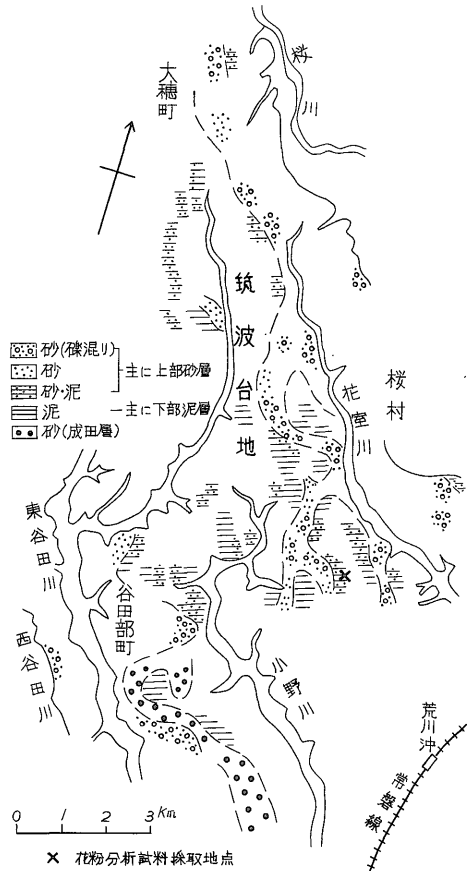 桜川
大穂町
筑波台地
砂(礫混り)
砂
砂・泥
泥
砂(成田層)
主に上部砂層
主に下部泥層
花室川
桜村
東谷田川
西谷田川
谷田部町
小野川
荒川沖
常磐線
0 1 2 3 Km
× 花粉分析試料採取地点